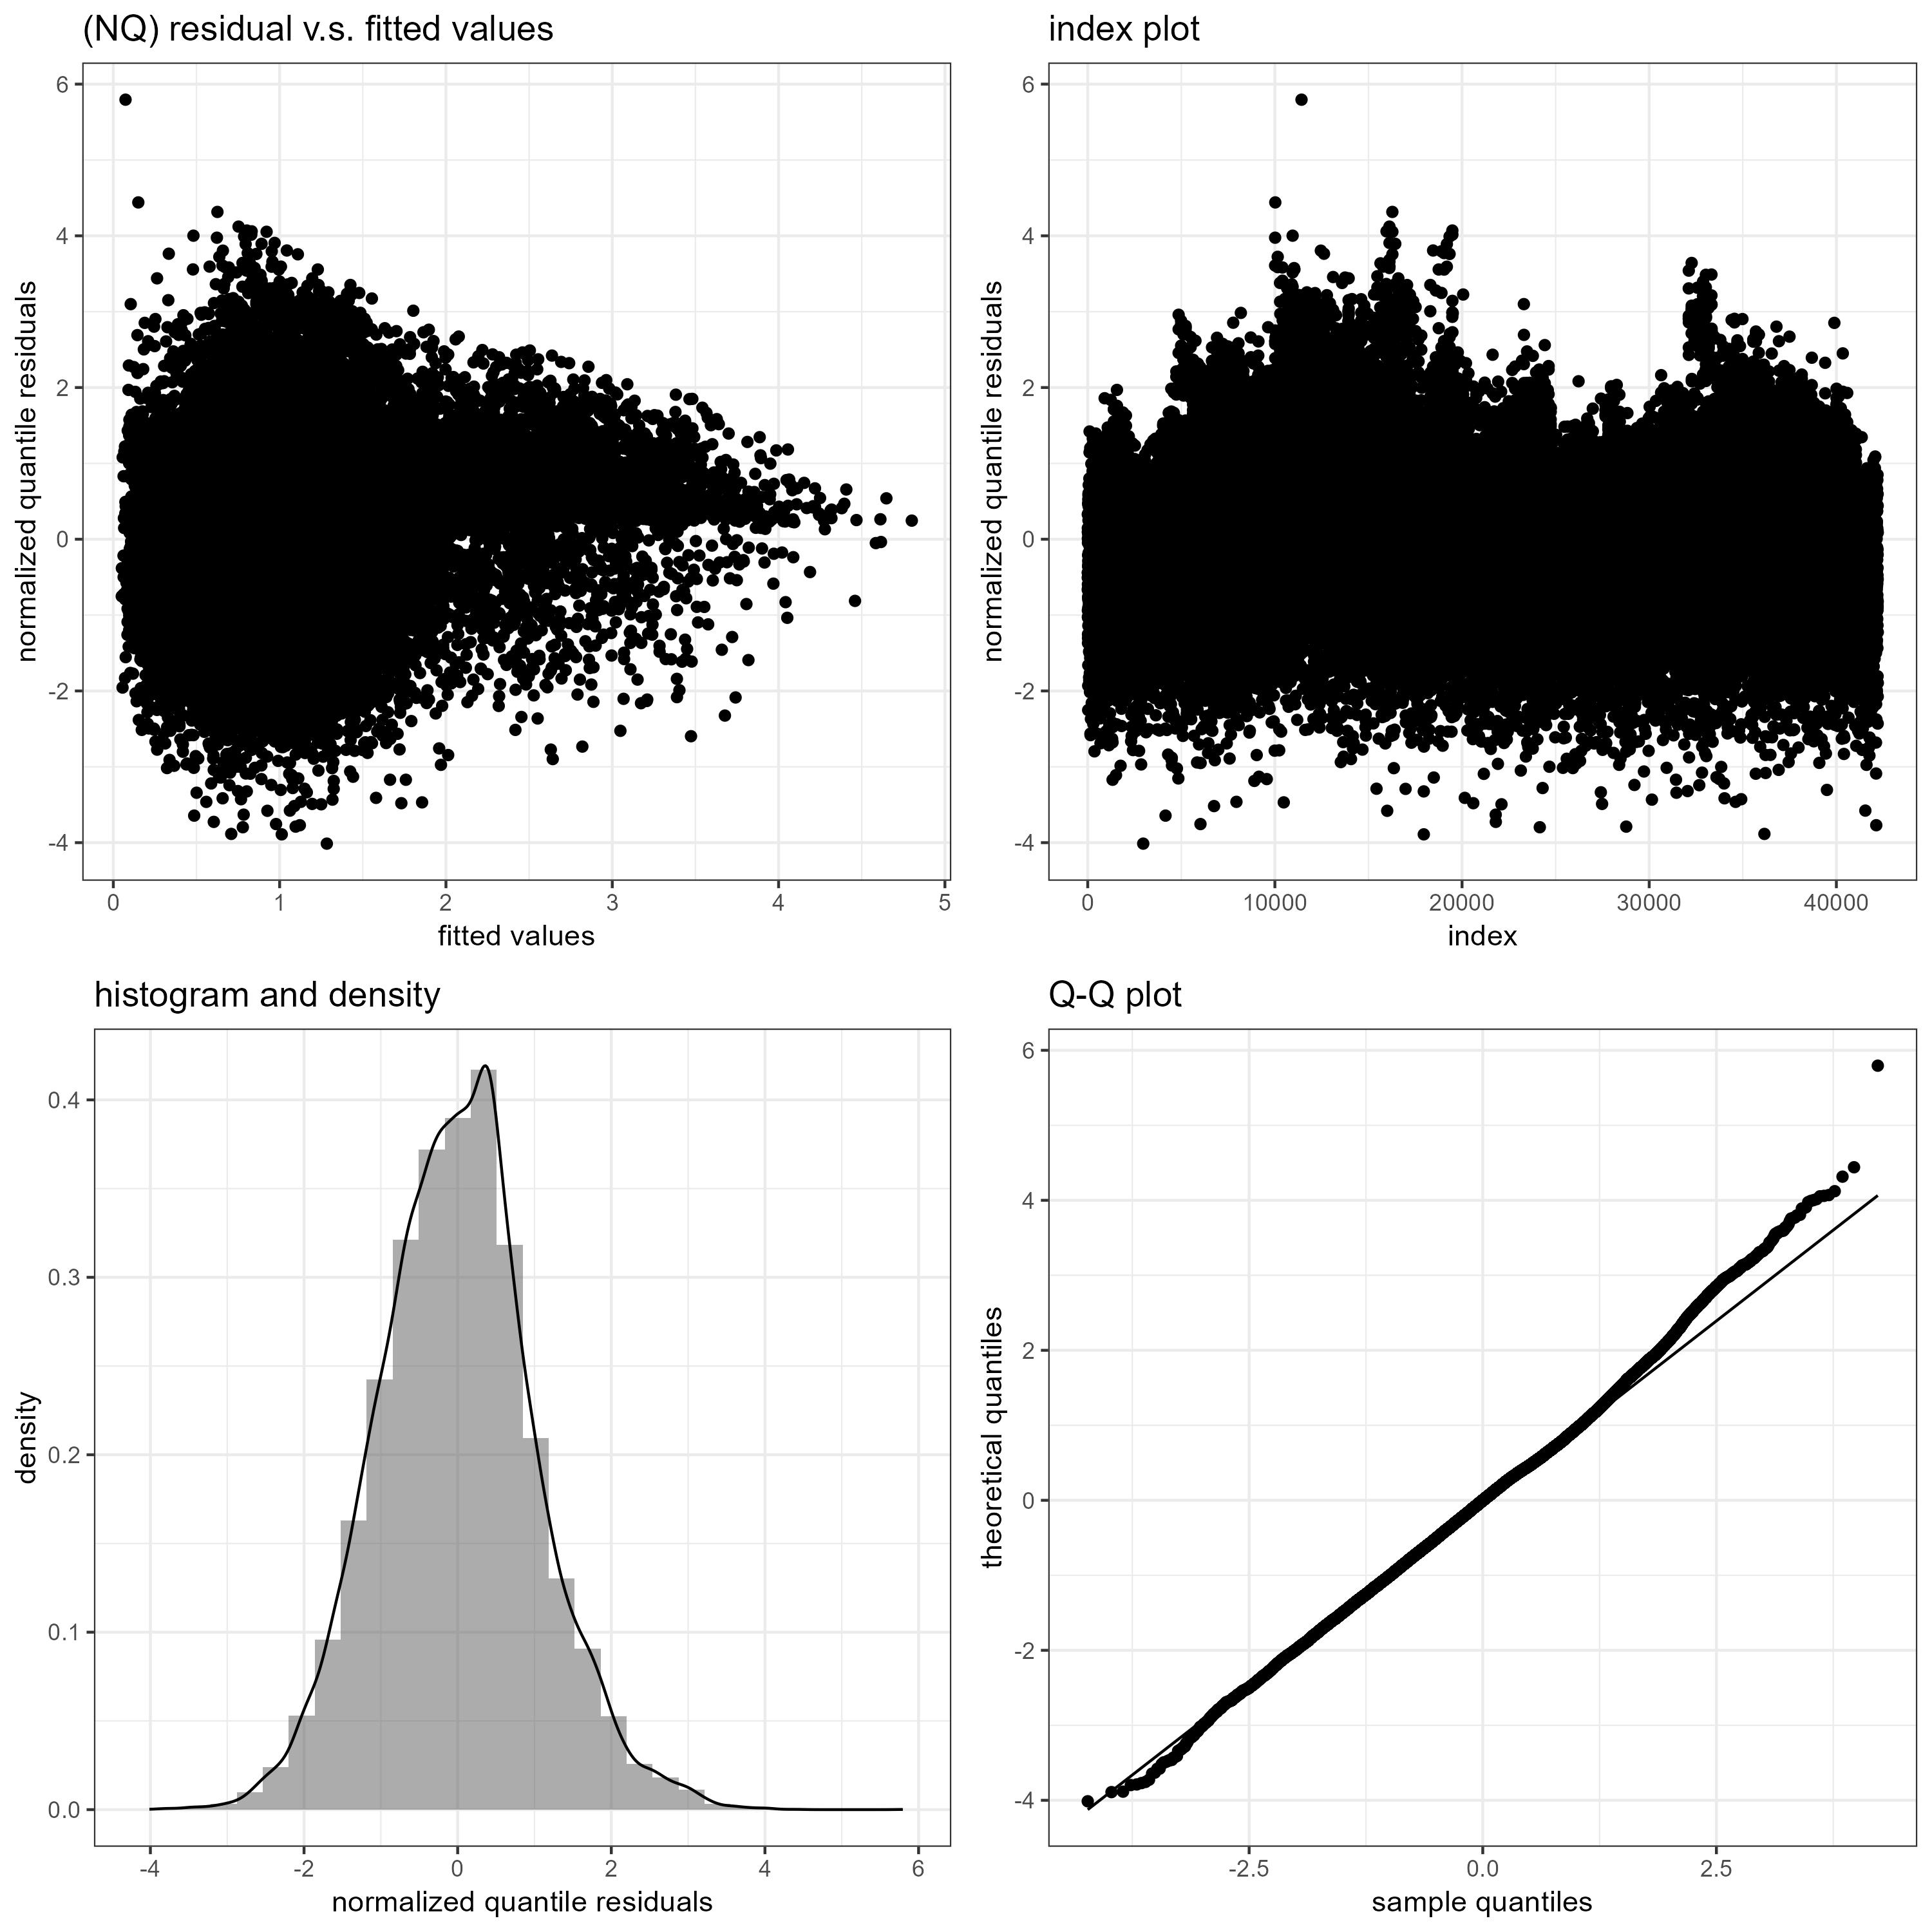 (NQ) residual v.s. fitted values
normalized quantile residuals
6
4
2
0
-2
-4
0 1 2 3 4 5
fitted values
index plot
normalized quantile residuals
6
4
2
0
-2
-4
0 10000 20000 30000 40000
index
histogram and density
density
0.4
0.3
0.2
0.1
0.0
-4 -2 0 2 4 6
normalized quantile residuals
Q-Q plot
theoretical quantiles
6
4
2
0
-2
-4
-2.5 0.0 2.5
sample quantiles